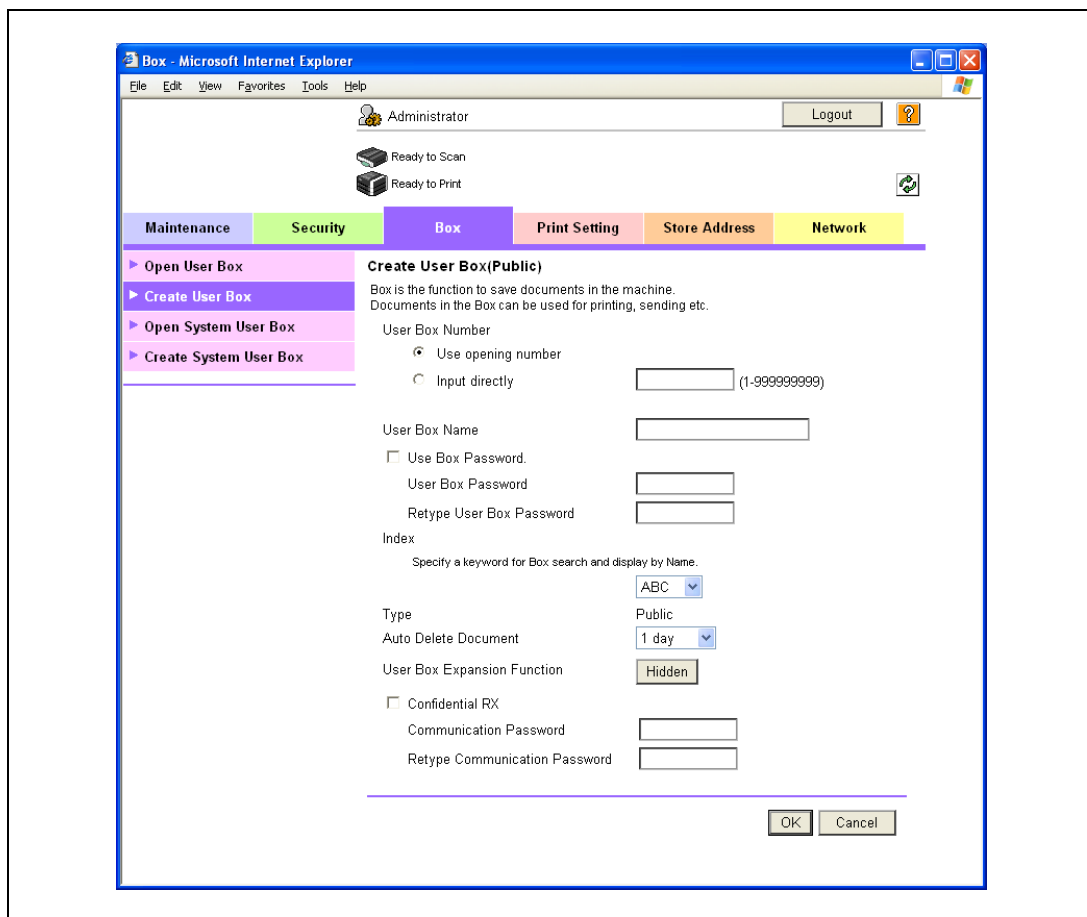 Box - Microsoft Internet Explorer
File Edit View Favorites Tools Help
Administrator Logout ?
Ready to Scan
Ready to Print
Maintenance Security Box Print Setting Store Address Network
Open User Box
Create User Box
Open System User Box
Create System User Box
Create User Box(Public)
Box is the function to save documents in the machine.
Documents in the Box can be used for printing, sending etc.
User Box Number
Use opening number
Input directly (1-999999999)
User Box Name
Use Box Password.
User Box Password
Retype User Box Password
Index
Specify a keyword for Box search and display by Name.
ABC
Type Public
Auto Delete Document 1 day
User Box Expansion Function Hidden
Confidential RX
Communication Password
Retype Communication Password
OK Cancel